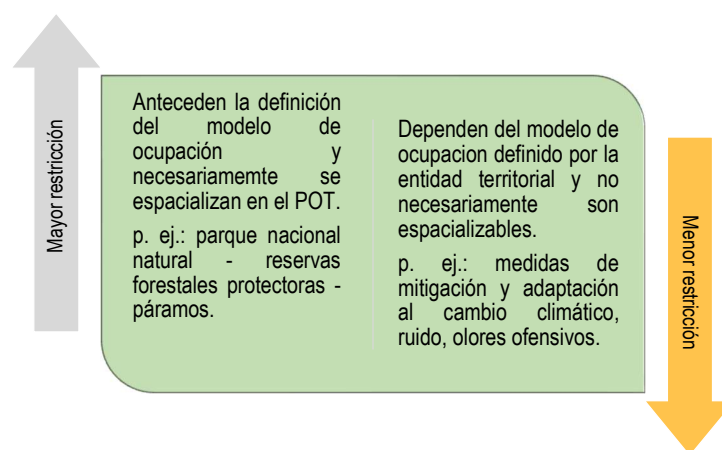 Mayor restricción
Anteceden la definición
del modelo de
ocupación y
necesariamemte se
espacializan en el POT.
p. ej.: parque nacional
natural - reservas
forestales protectoras -
páramos.
Dependen del modelo de
ocupacion definido por la
entidad territorial y no
necesariamente son
espacializables.
p. ej.: medidas de
mitigación y adaptación
al cambio climático,
ruido, olores ofensivos.
Menor restricción